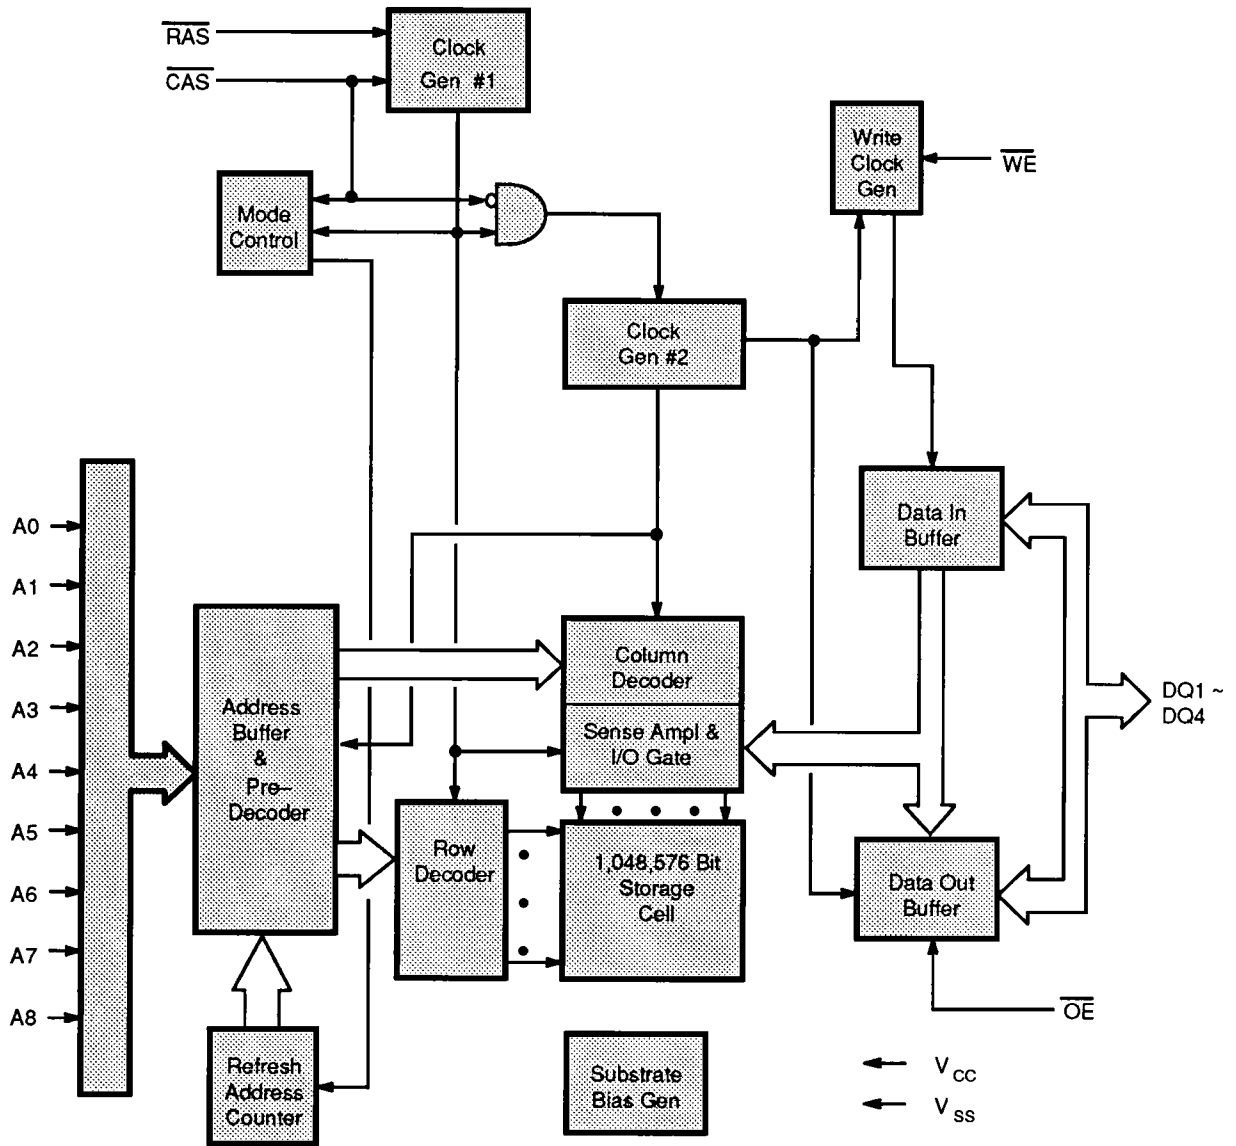 RAS
CAS
Clock
Gen #1
Write
Clock
Gen
WE
Mode
Control
Clock
Gen #2
A0
A1
A2
A3
A4
A5
A6
A7
A8
Address
Buffer
&
Pre–
Decoder
Column
Decoder
Sense Ampl &
I/O Gate
Data In
Buffer
DQ1 ~
DQ4
Row
Decoder
1,048,576 Bit
Storage
Cell
Data Out
Buffer
OE
Refresh
Address
Counter
Substrate
Bias Gen
VCC
VSS